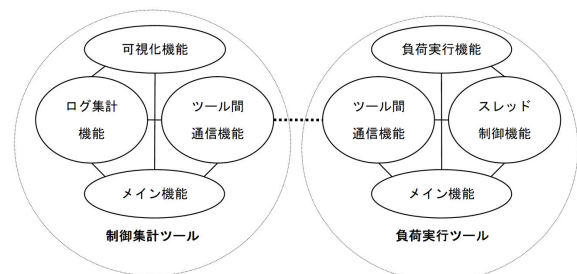 可視化機能
ログ集計
機能
ツール間
通信機能
メイン機能
制御集計ツール
負荷実行機能
ツール間
通信機能
スレッド
制御機能
メイン機能
負荷実行ツール